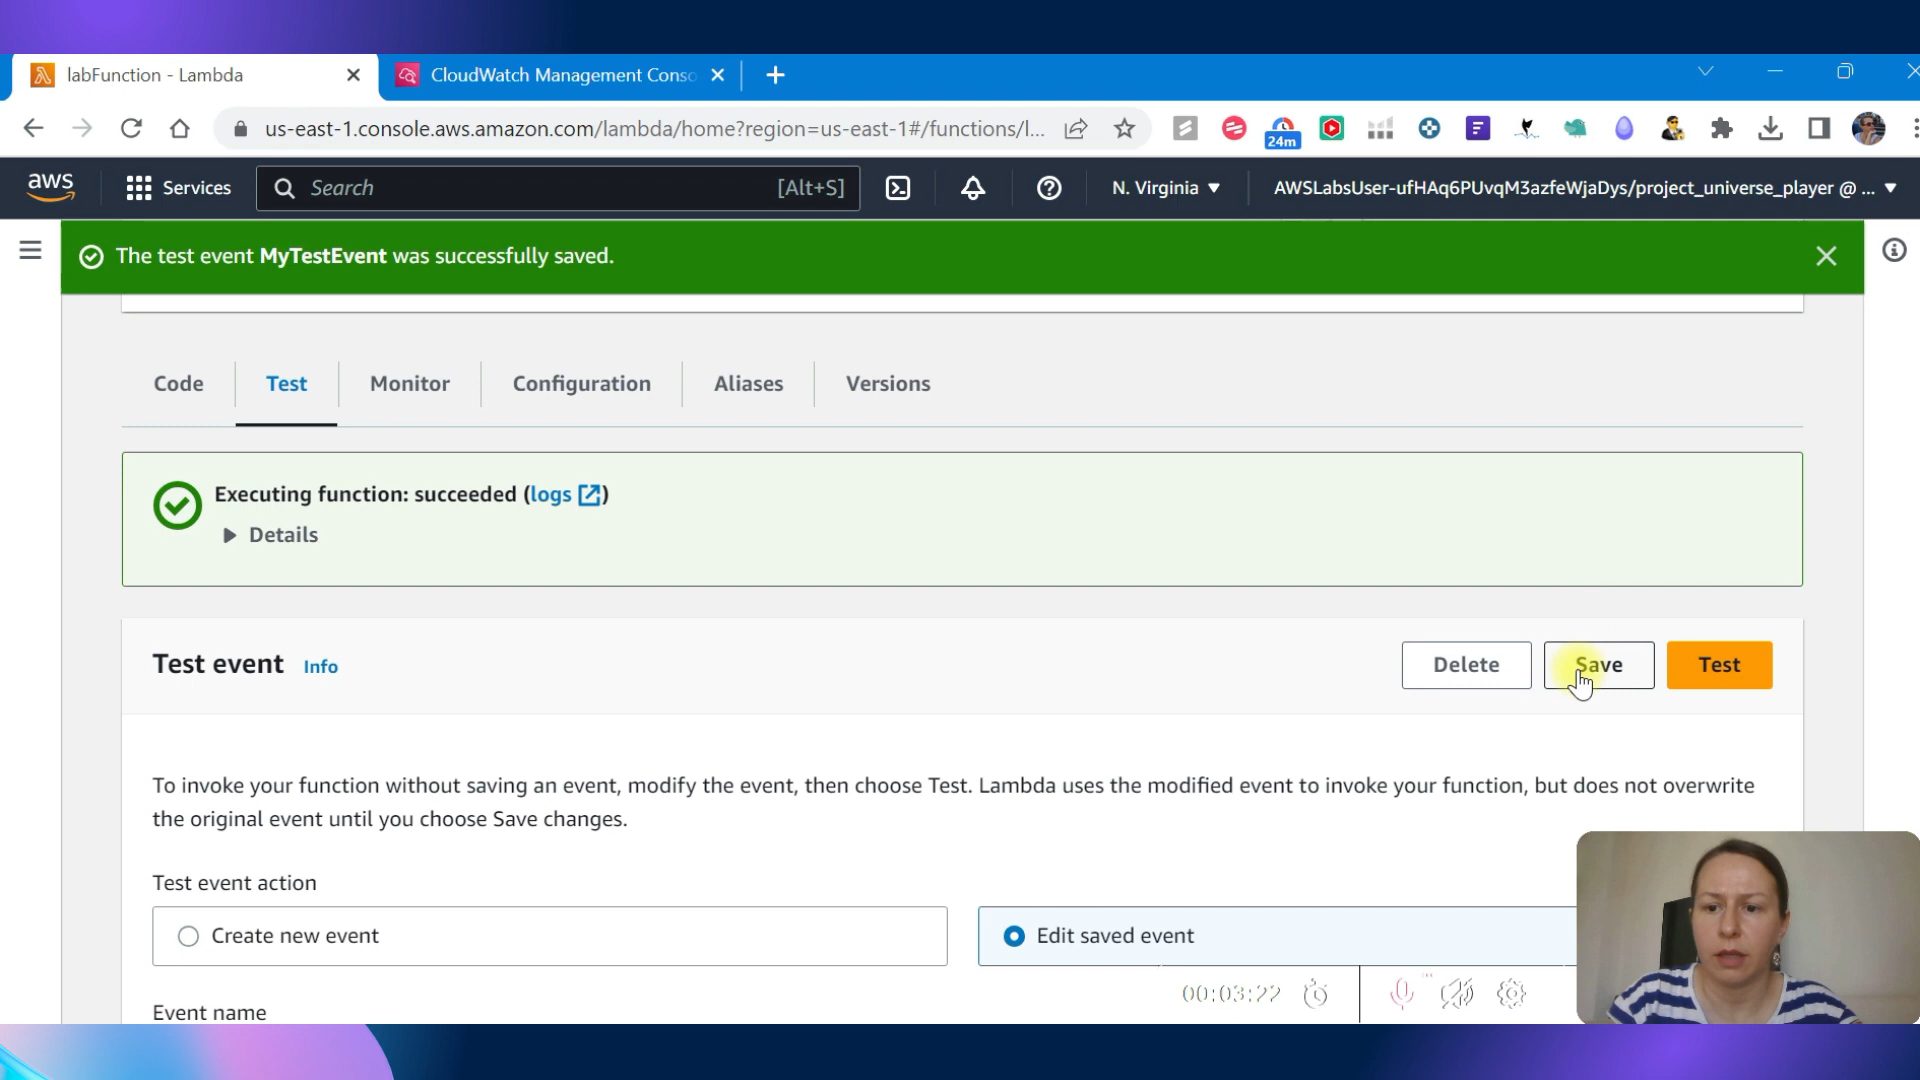 labFunction - Lambda
CloudWatch Management Conso
us-east-1.console.aws.amazon.com/lambda/home?region=us-east-1#/functions/l...
24m
aws
Services
Search
[Alt+S]
N. Virginia
AWSLabsUser-ufHAq6PUvqM3azfeWjaDys/project_universe_player @ ...
The test event MyTestEvent was successfully saved.
Code
Test
Monitor
Configuration
Aliases
Versions
Executing function: succeeded (logs)
Details
Test event Info
Delete
Save
Test
To invoke your function without saving an event, modify the event, then choose Test. Lambda uses the modified event to invoke your function, but does not overwrite
the original event until you choose Save changes.
Test event action
Create new event
Edit saved event
00:03:22
Event name